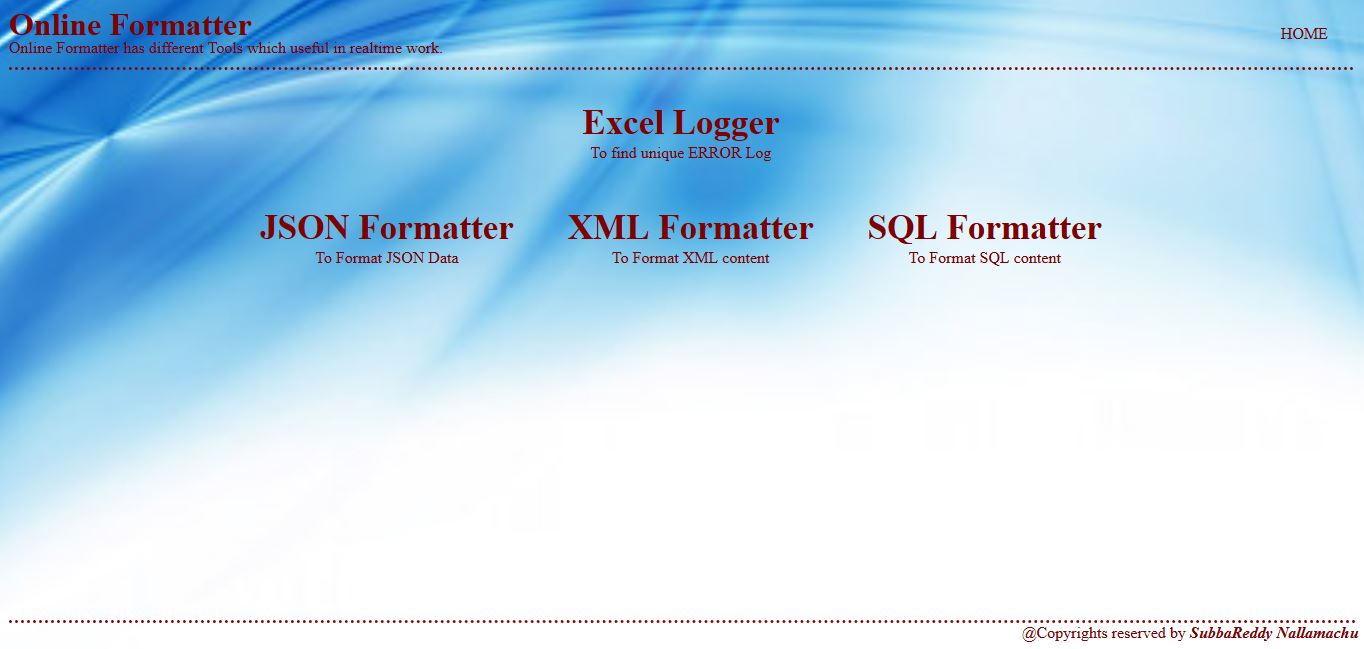 Online Formatter
Online Formatter has different Tools which useful in realtime work.
HOME
Excel Logger
To find unique ERROR Log
JSON Formatter
To Format JSON Data
XML Formatter
To Format XML content
SQL Formatter
To Format SQL content
@Copyrights reserved by SubbaReddy Nallamachu